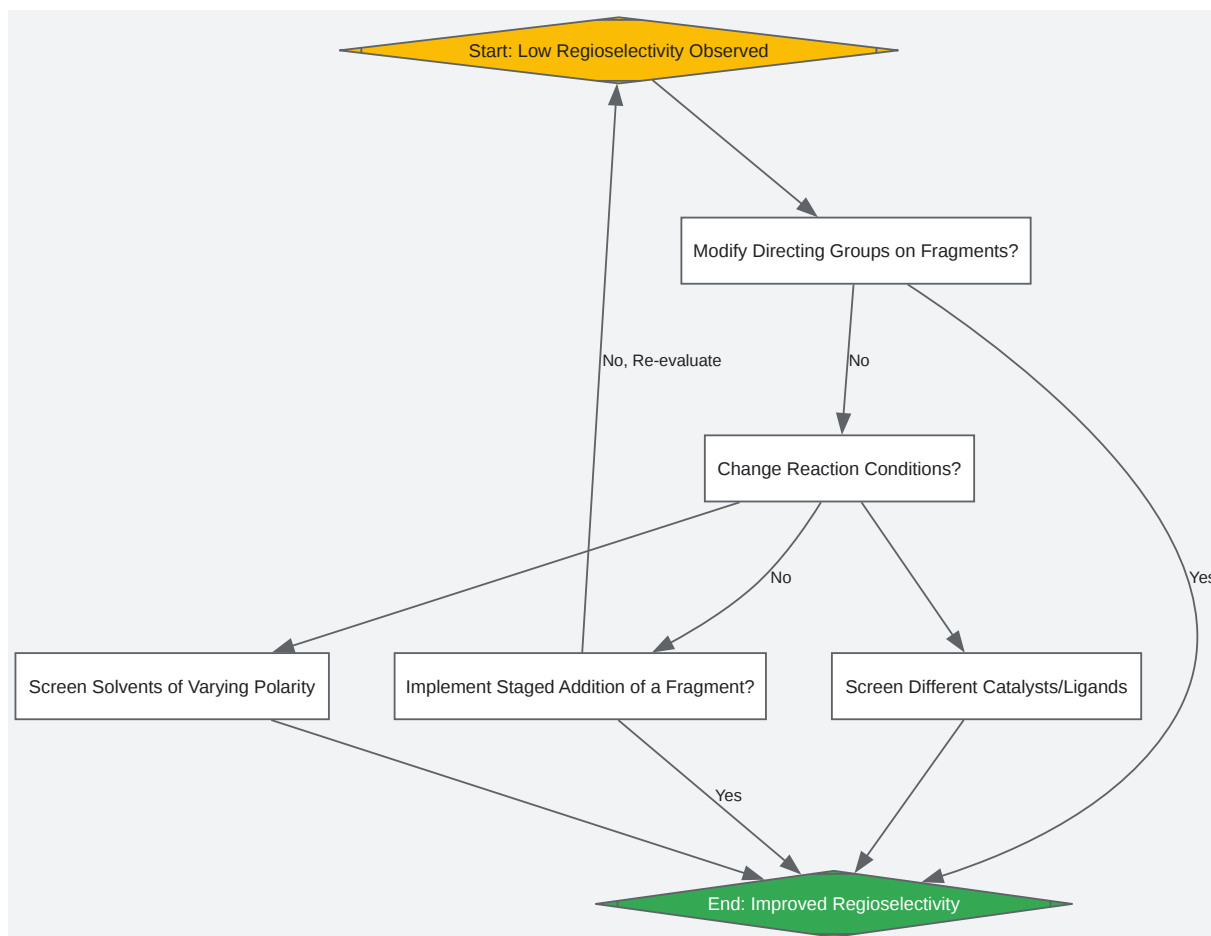 Start: Low Regioselectivity Observed
Modify Directing Groups on Fragments?
No, Re-evaluate
No
Change Reaction Conditions?
No
Yes
Screen Solvents of Varying Polarity
Implement Staged Addition of a Fragment?
Screen Different Catalysts/Ligands
Yes
End: Improved Regioselectivity